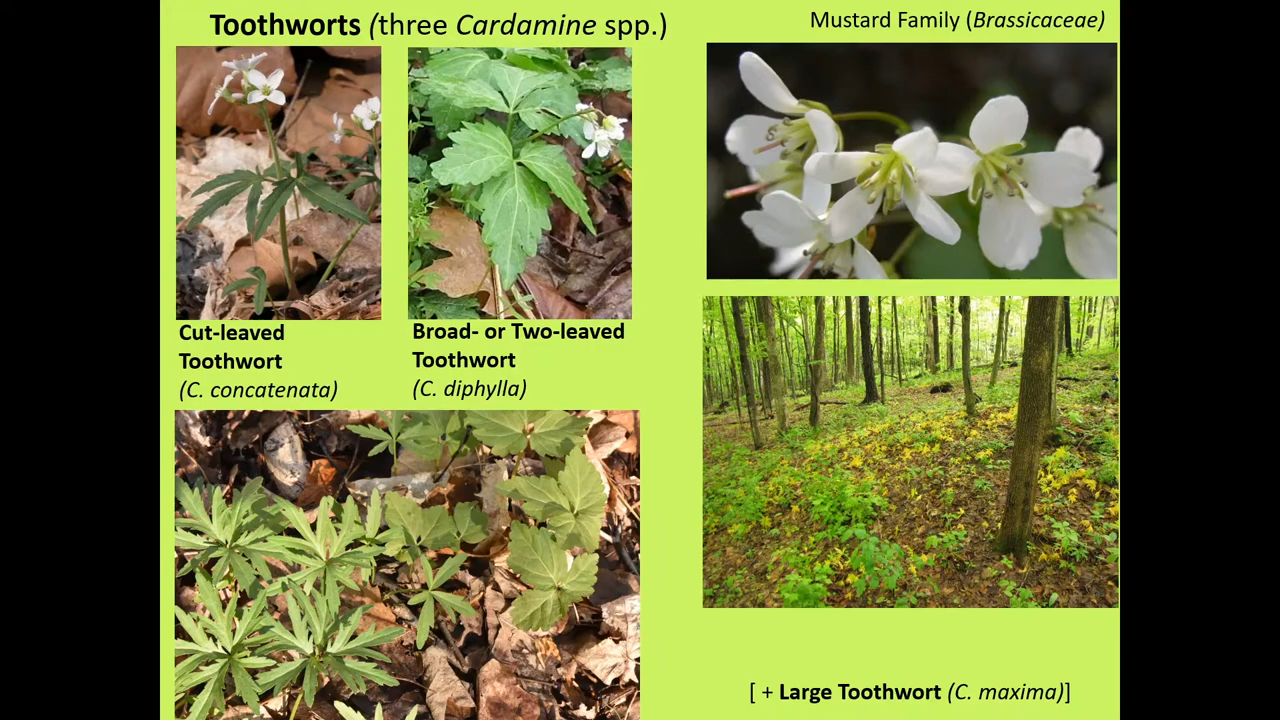 Toothworts (three Cardamine spp.)
Mustard Family (Brassicaceae)
Cut-leaved
Toothwort
(C. concatenata)
Broad- or Two-leaved
Toothwort
(C. diphylla)
[ + Large Toothwort (C. maxima)]